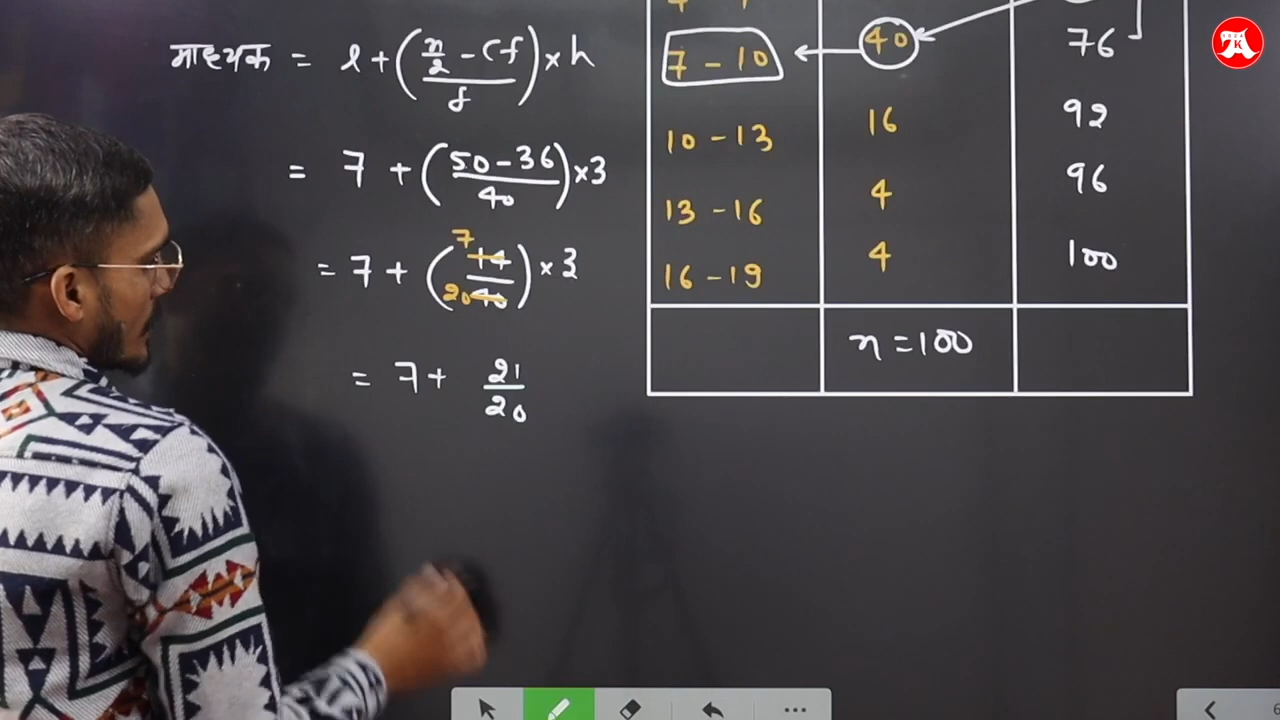 माध्यक = l + ( n/2 - Cf / f ) × h
= 7 + ( 50 - 36 / 40 ) × 3
= 7 + ( 7 14 / 20 40 ) × 3
= 7 + 21/20
7 - 10 40 76
10 - 13 16 92
13 - 16 4 96
16 - 19 4 100
n = 100